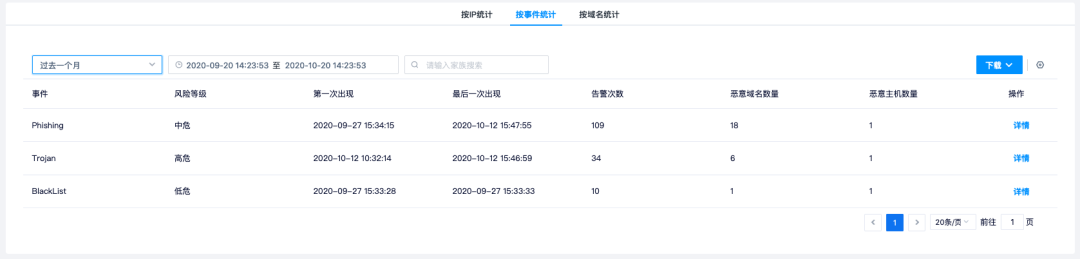 按IP统计 按事件统计 按域名统计
过去一个月 2020-09-20 14:23:53 至 2020-10-20 14:23:53 请输入家族搜索 下载
事件 风险等级 第一次出现 最后一次出现 告警次数 恶意域名数量 恶意主机数量 操作
Phishing 中危 2020-09-27 15:34:15 2020-10-12 15:47:55 109 18 1 详情
Trojan 高危 2020-10-12 10:32:14 2020-10-12 15:46:59 34 6 1 详情
BlackList 低危 2020-09-27 15:33:28 2020-09-27 15:33:33 10 1 1 详情
< 1 > 20条/页 前往 1 页